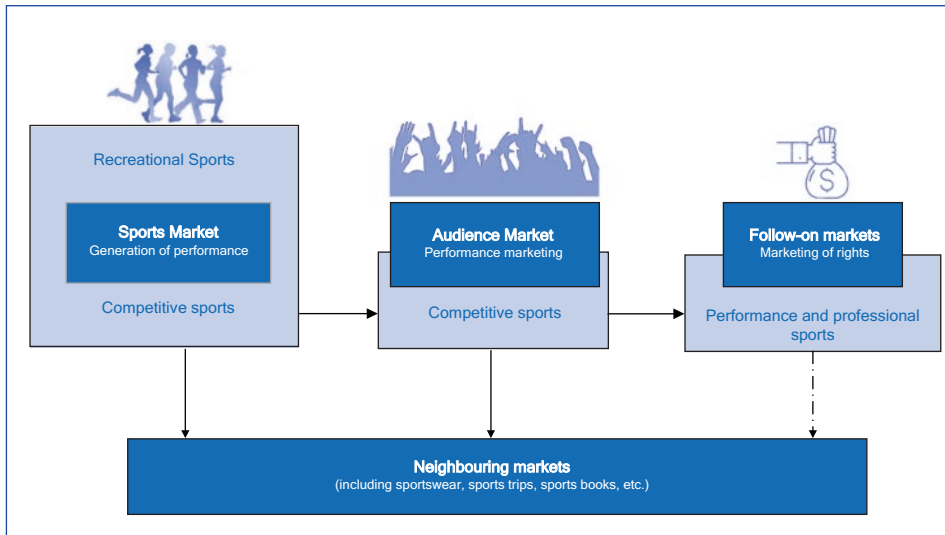 Recreational Sports
Sports Market
Generation of performance
Competitive sports
Audience Market
Performance marketing
Competitive sports
$
Follow-on markets
Marketing of rights
Performance and professional
sports
Neighbouring markets
(including sportswear, sports trips, sports books, etc.)